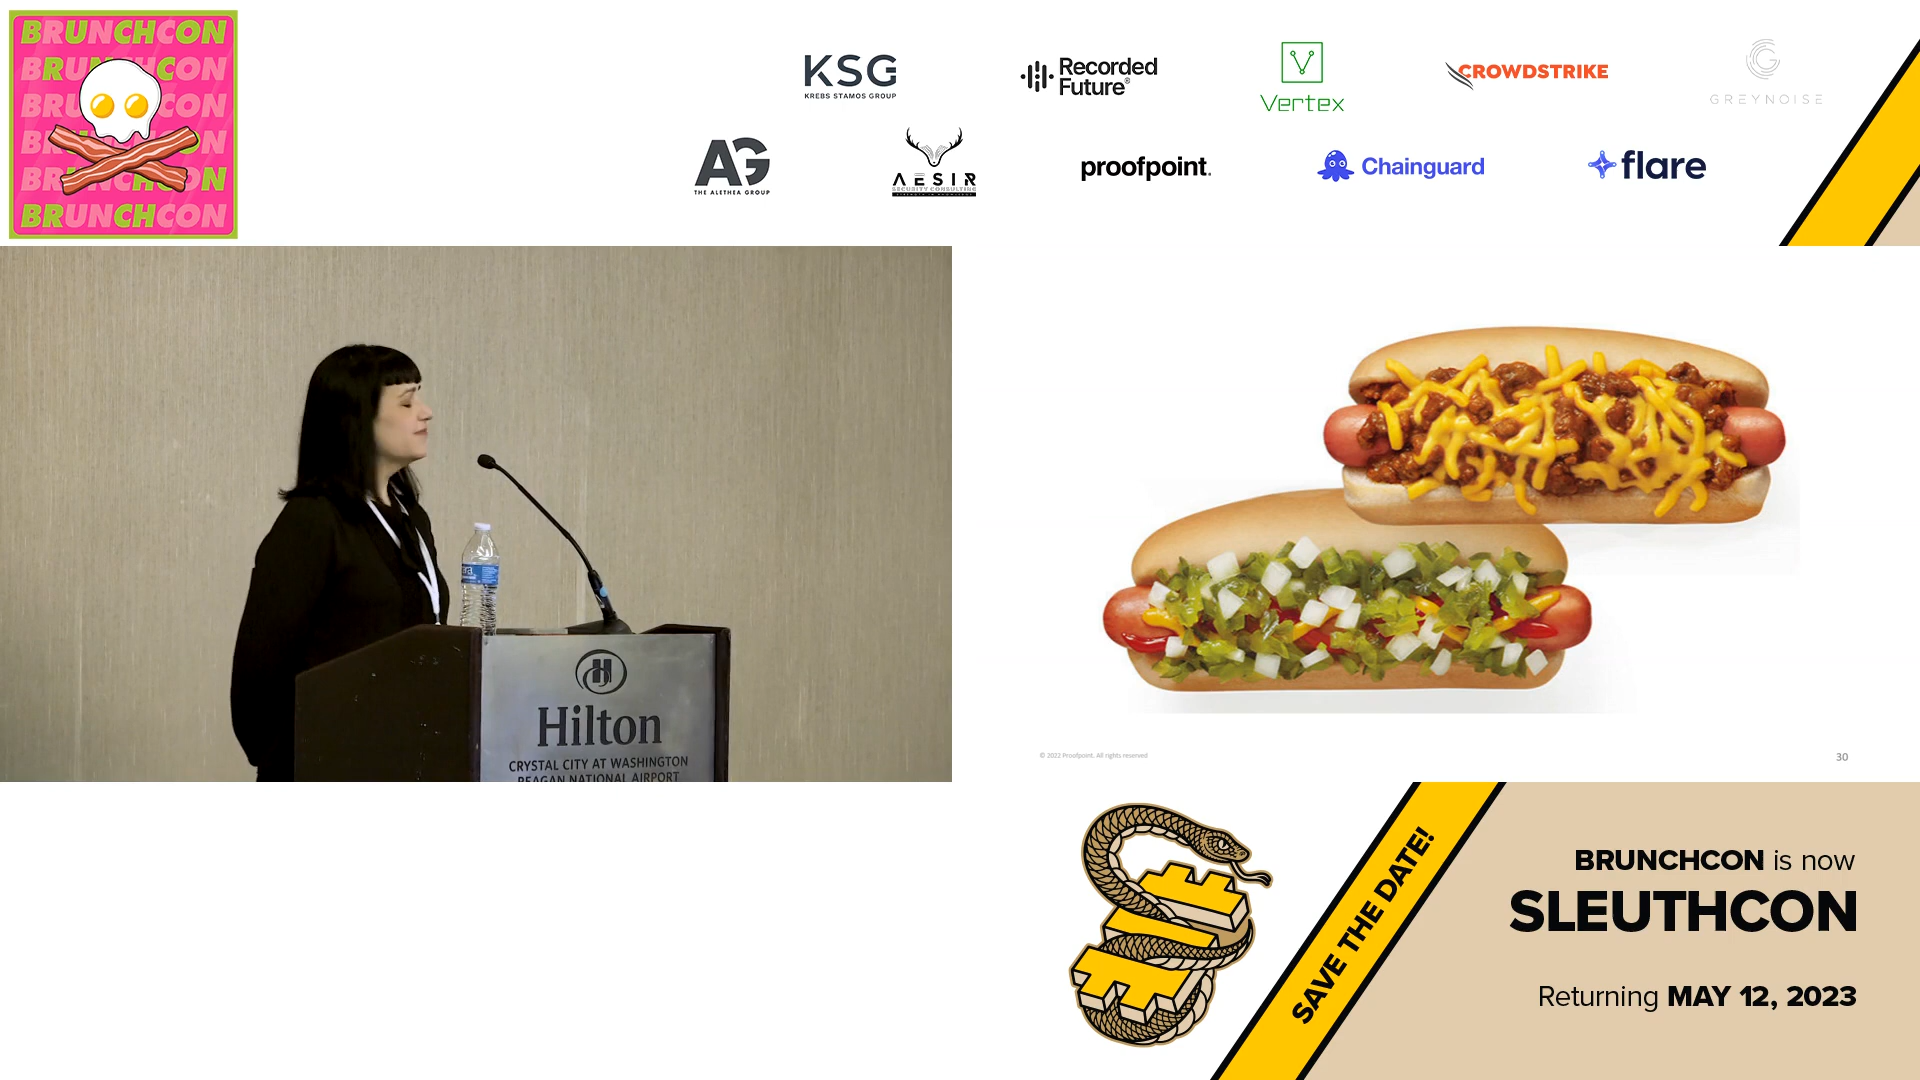 BRUNCHCON
BRUNCHCON
BRUNCHCON
BRUNCHCON
BRUNCHCON
BRUNCHCON
KSG
KREBS STAMOS GROUP
Recorded
Future®
Vertex
CROWDSTRIKE
GREYNOISE
AG
THE ALETHEA GROUP
AESIR
SECURITY CONSULTING
proofpoint.
Chainguard
flare
Hilton
CRYSTAL CITY AT WASHINGTON
REAGAN NATIONAL AIRPORT
© 2022 Proofpoint. All rights reserved
30
SAVE THE DATE!
BRUNCHCON is now
SLEUTHCON
Returning MAY 12, 2023